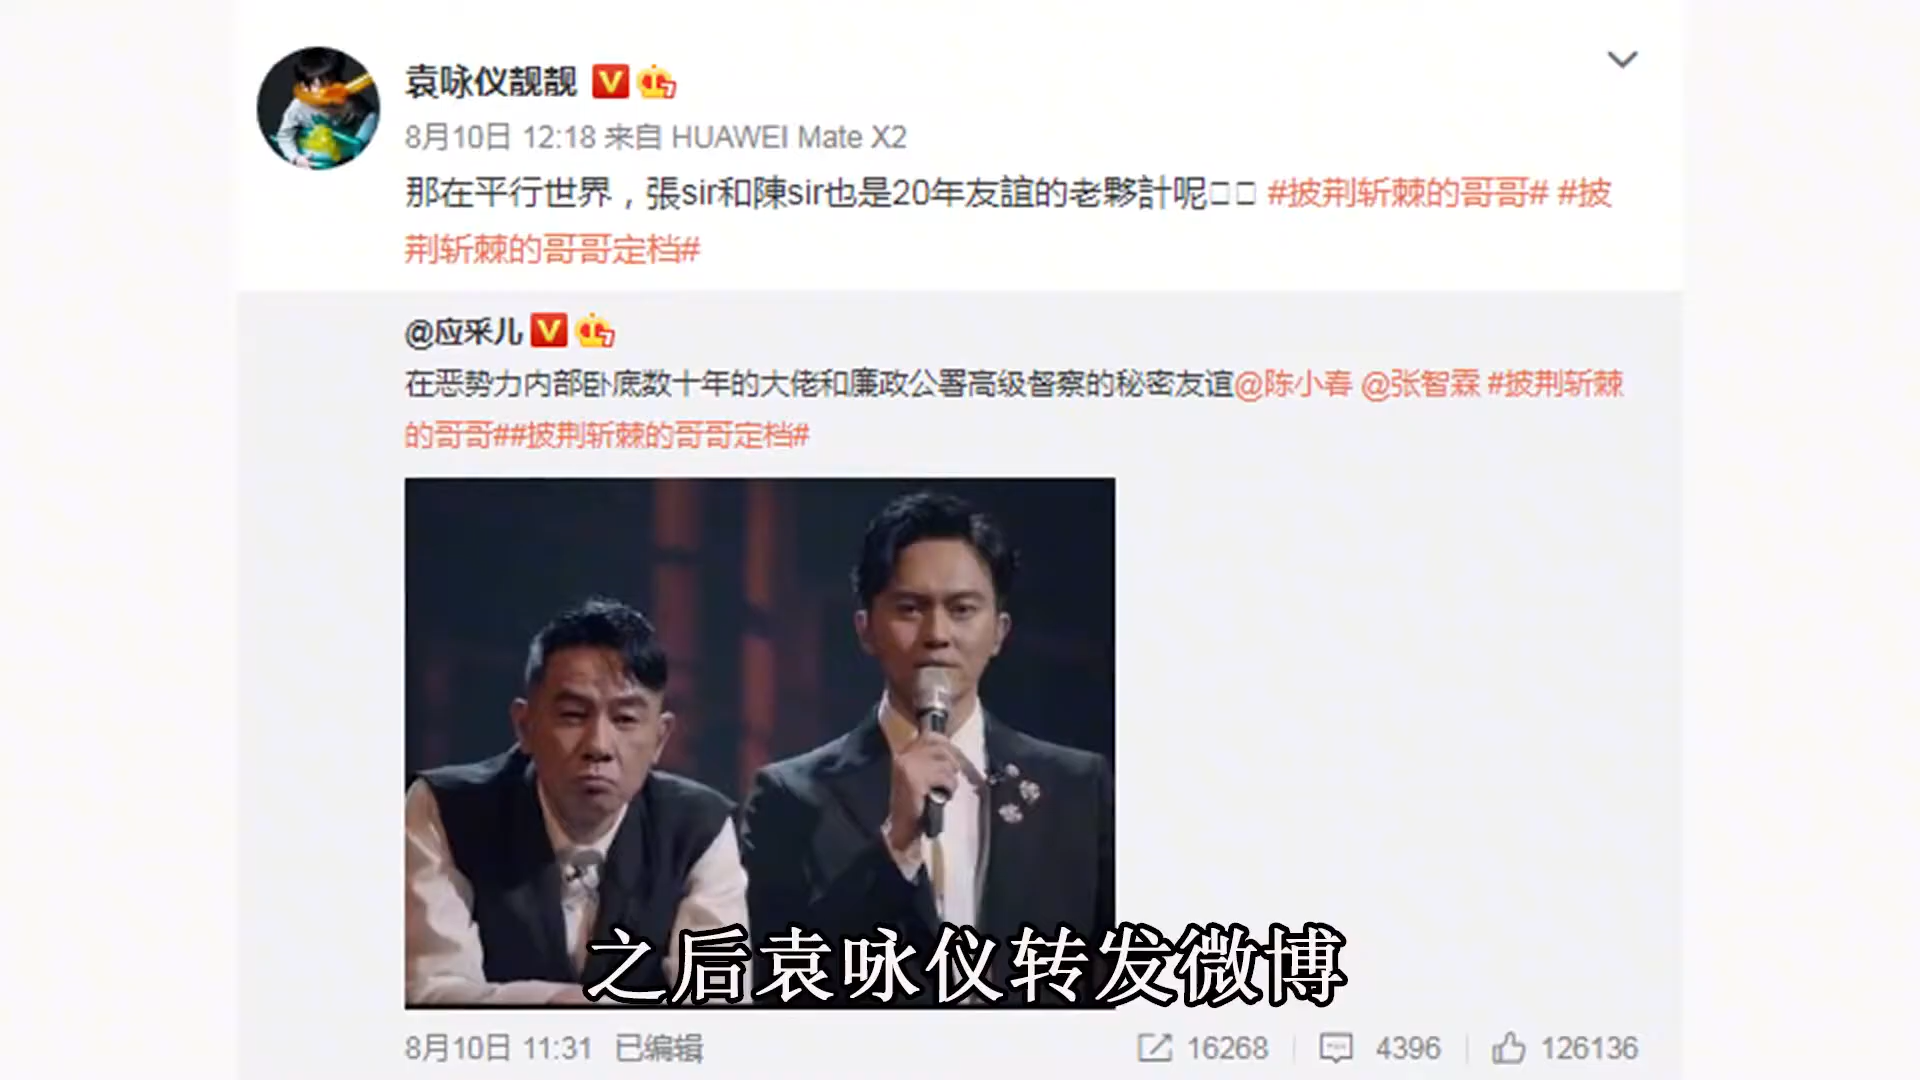 袁咏仪靓靓
8月10日 12:18 来自 HUAWEI Mate X2
那在平行世界，張sir和陳sir也是20年友誼的老夥計呢□□ #披荆斩棘的哥哥# #披
荆斩棘的哥哥定档#
@应采儿
在恶势力内部卧底数十年的大佬和廉政公署高级督察的秘密友谊@陈小春 @张智霖 #披荆斩棘
的哥哥##披荆斩棘的哥哥定档#
之后袁咏仪转发微博
8月10日 11:31 已编辑 16268 4396 126136